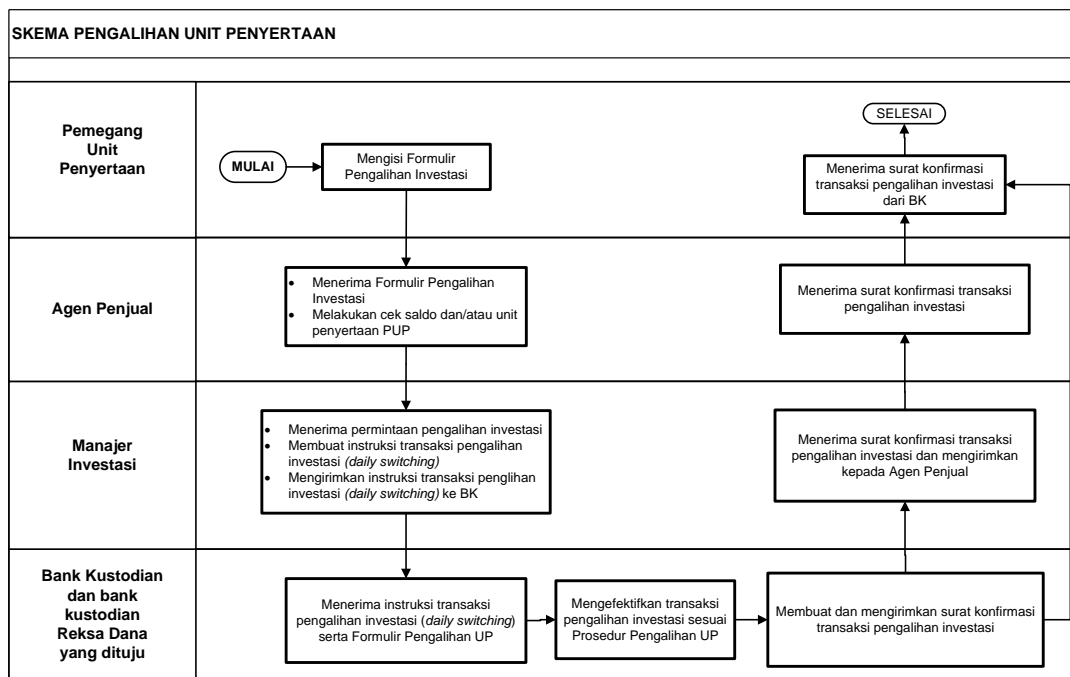 SKEMA PENGALIHAN UNIT PENYERTAAN
Pemegang
Unit
Penyertaan
MULAI
Mengisi Formulir
Pengalihan Investasi
SELESAI
Menerima surat konfirmasi
transaksi pengalihan investasi
dari BK
Agen Penjual
• Menerima Formulir Pengalihan
Investasi
• Melakukan cek saldo dan/atau unit
penyertaan PUP
Menerima surat konfirmasi transaksi
pengalihan investasi
Manajer
Investasi
• Menerima permintaan pengalihan investasi
• Membuat instruksi transaksi pengalihan
investasi (daily switching)
• Mengirimkan instruksi transaksi penglihan
investasi (daily switching) ke BK
Menerima surat konfirmasi transaksi
pengalihan investasi dan mengirimkan
kepada Agen Penjual
Bank Kustodian
dan bank
kustodian
Reksa Dana
yang dituju
Menerima instruksi transaksi
pengalihan investasi (daily switching)
serta Formulir Pengalihan UP
Mengefektifkan transaksi
pengalihan investasi sesuai
Prosedur Pengalihan UP
Membuat dan mengirimkan surat konfirmasi
transaksi pengalihan investasi